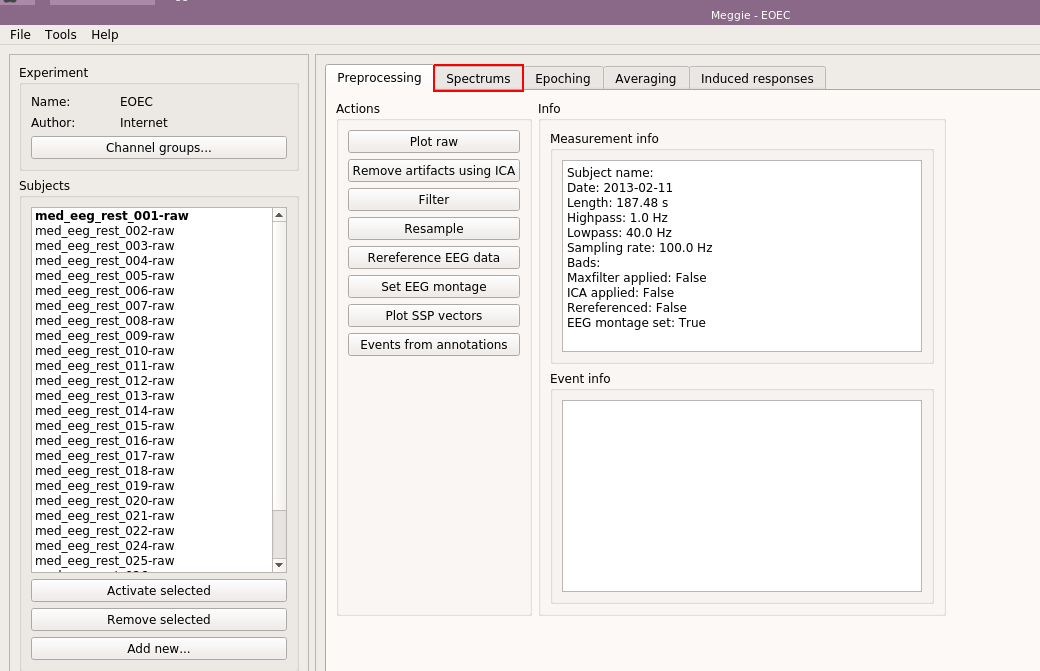 Meggie - EOEC
File Tools Help
Experiment
Name: EOEC
Author: Internet
Channel groups...
Subjects
med_eeg_rest_001-raw
med_eeg_rest_002-raw
med_eeg_rest_003-raw
med_eeg_rest_004-raw
med_eeg_rest_005-raw
med_eeg_rest_006-raw
med_eeg_rest_007-raw
med_eeg_rest_008-raw
med_eeg_rest_009-raw
med_eeg_rest_010-raw
med_eeg_rest_011-raw
med_eeg_rest_012-raw
med_eeg_rest_013-raw
med_eeg_rest_014-raw
med_eeg_rest_015-raw
med_eeg_rest_016-raw
med_eeg_rest_017-raw
med_eeg_rest_018-raw
med_eeg_rest_019-raw
med_eeg_rest_020-raw
med_eeg_rest_021-raw
med_eeg_rest_022-raw
med_eeg_rest_024-raw
med_eeg_rest_025-raw
Activate selected
Remove selected
Add new...
Preprocessing Spectrums Epoching Averaging Induced responses
Actions
Plot raw
Remove artifacts using ICA
Filter
Resample
Rereference EEG data
Set EEG montage
Plot SSP vectors
Events from annotations
Info
Measurement info
Subject name:
Date: 2013-02-11
Length: 187.48 s
Highpass: 1.0 Hz
Lowpass: 40.0 Hz
Sampling rate: 100.0 Hz
Bads:
Maxfilter applied: False
ICA applied: False
Rereferenced: False
EEG montage set: True
Event info